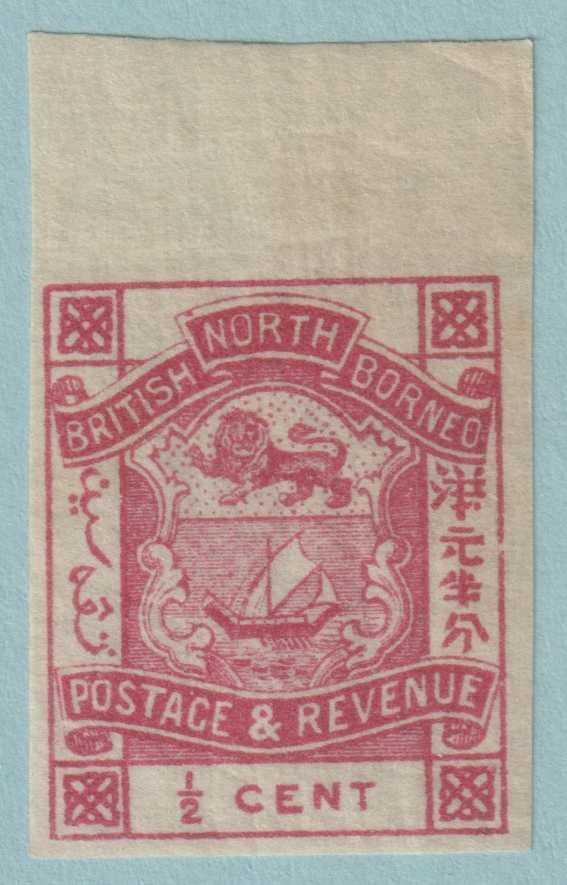 BRITISH NORTH BORNEO
洋元半分
POSTAGE & REVENUE
½ CENT